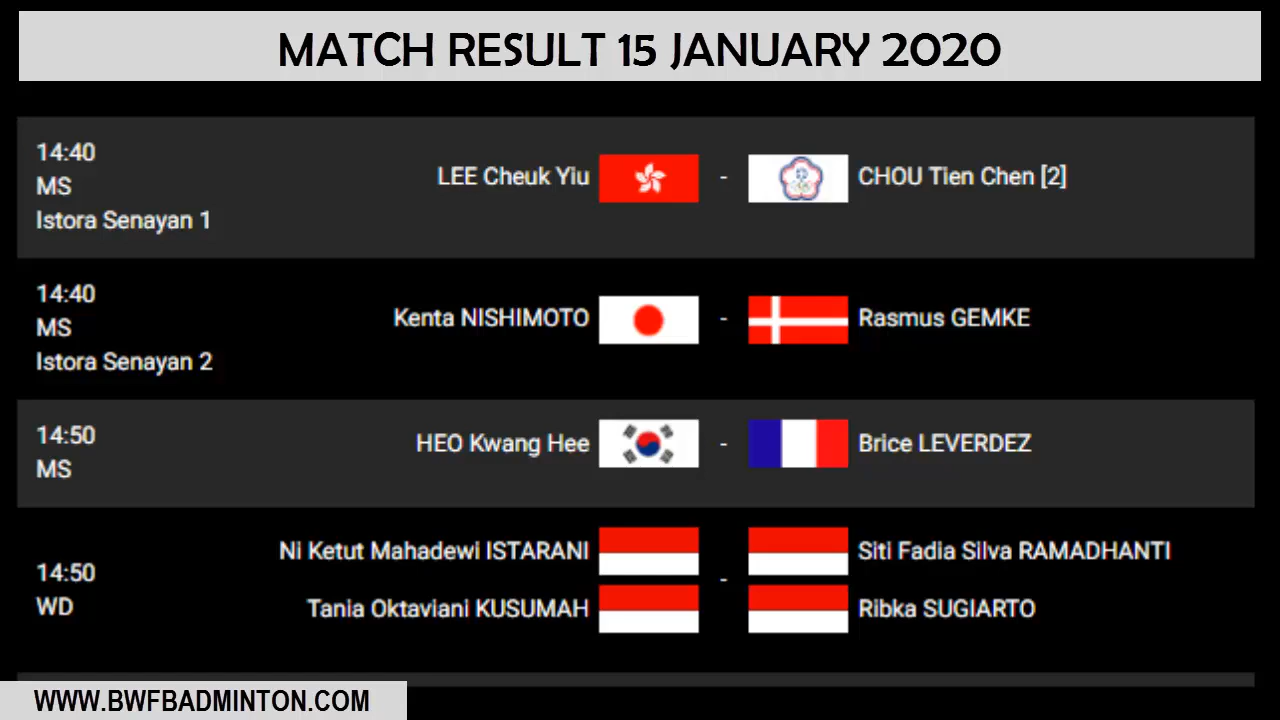 MATCH RESULT 15 JANUARY 2020
14:40
MS
Istora Senayan 1
LEE Cheuk Yiu - CHOU Tien Chen [2]
14:40
MS
Istora Senayan 2
Kenta NISHIMOTO - Rasmus GEMKE
14:50
MS
HEO Kwang Hee - Brice LEVERDEZ
14:50
WD
Ni Ketut Mahadewi ISTARANI - Siti Fadia Silva RAMADHANTI
Tania Oktaviani KUSUMAH Ribka SUGIARTO
WWW.BWFBADMINTON.COM